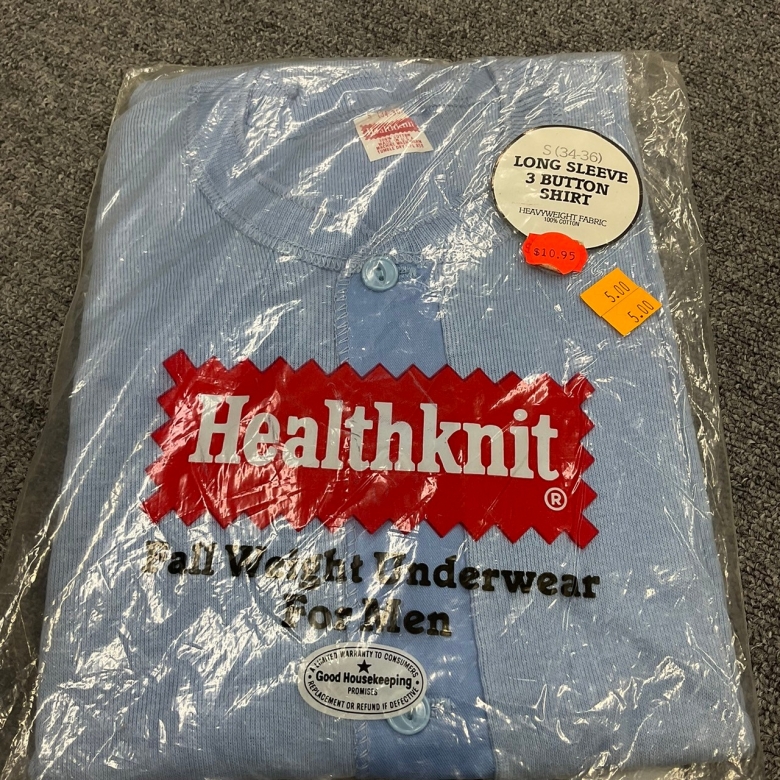 Healthknit
S (34-36)
LONG SLEEVE
3 BUTTON
SHIRT
HEAVYWEIGHT FABRIC
100% COTTON
$10.95
5.00
5.00
Healthknit
®
Fall Weight Underwear
For Men
A LIMITED WARRANTY TO CONSUMERS
★
Good Housekeeping
PROMISES
REPLACEMENT OR REFUND IF DEFECTIVE